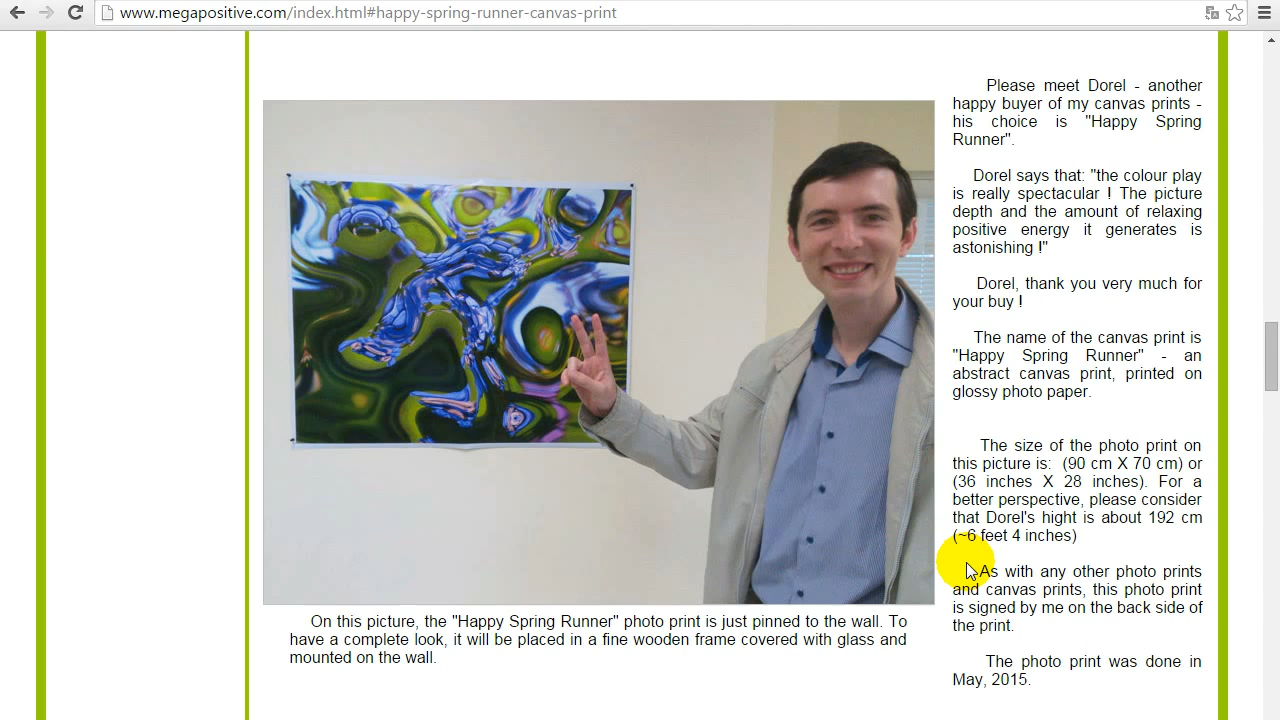 www.megapositive.com/index.html#happy-spring-runner-canvas-print
Please meet Dorel - another
happy buyer of my canvas prints -
his choice is "Happy Spring
Runner".
Dorel says that: "the colour play
is really spectacular ! The picture
depth and the amount of relaxing
positive energy it generates is
astonishing !"
Dorel, thank you very much for
your buy !
The name of the canvas print is
"Happy Spring Runner" - an
abstract canvas print, printed on
glossy photo paper.
The size of the photo print on
this picture is: (90 cm X 70 cm) or
(36 inches X 28 inches). For a
better perspective, please consider
that Dorel's hight is about 192 cm
(~6 feet 4 inches)
As with any other photo prints
and canvas prints, this photo print
is signed by me on the back side of
the print.
The photo print was done in
May, 2015.
On this picture, the "Happy Spring Runner" photo print is just pinned to the wall. To
have a complete look, it will be placed in a fine wooden frame covered with glass and
mounted on the wall.